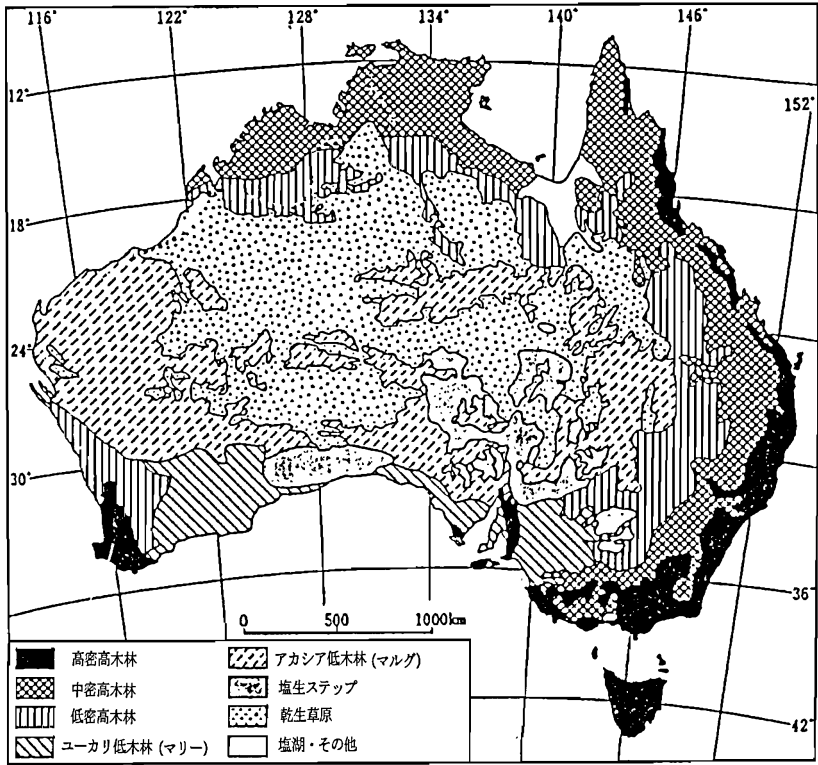 116° 122° 128° 134° 140° 146°
152°
12°
18°
24°
30°
36°
42°
0 500 1000km
高密高木林
中密高木林
低密高木林
ユーカリ低木林 (マリー)
アカシア低木林 (マルグ)
塩生ステップ
乾生草原
塩湖・その他